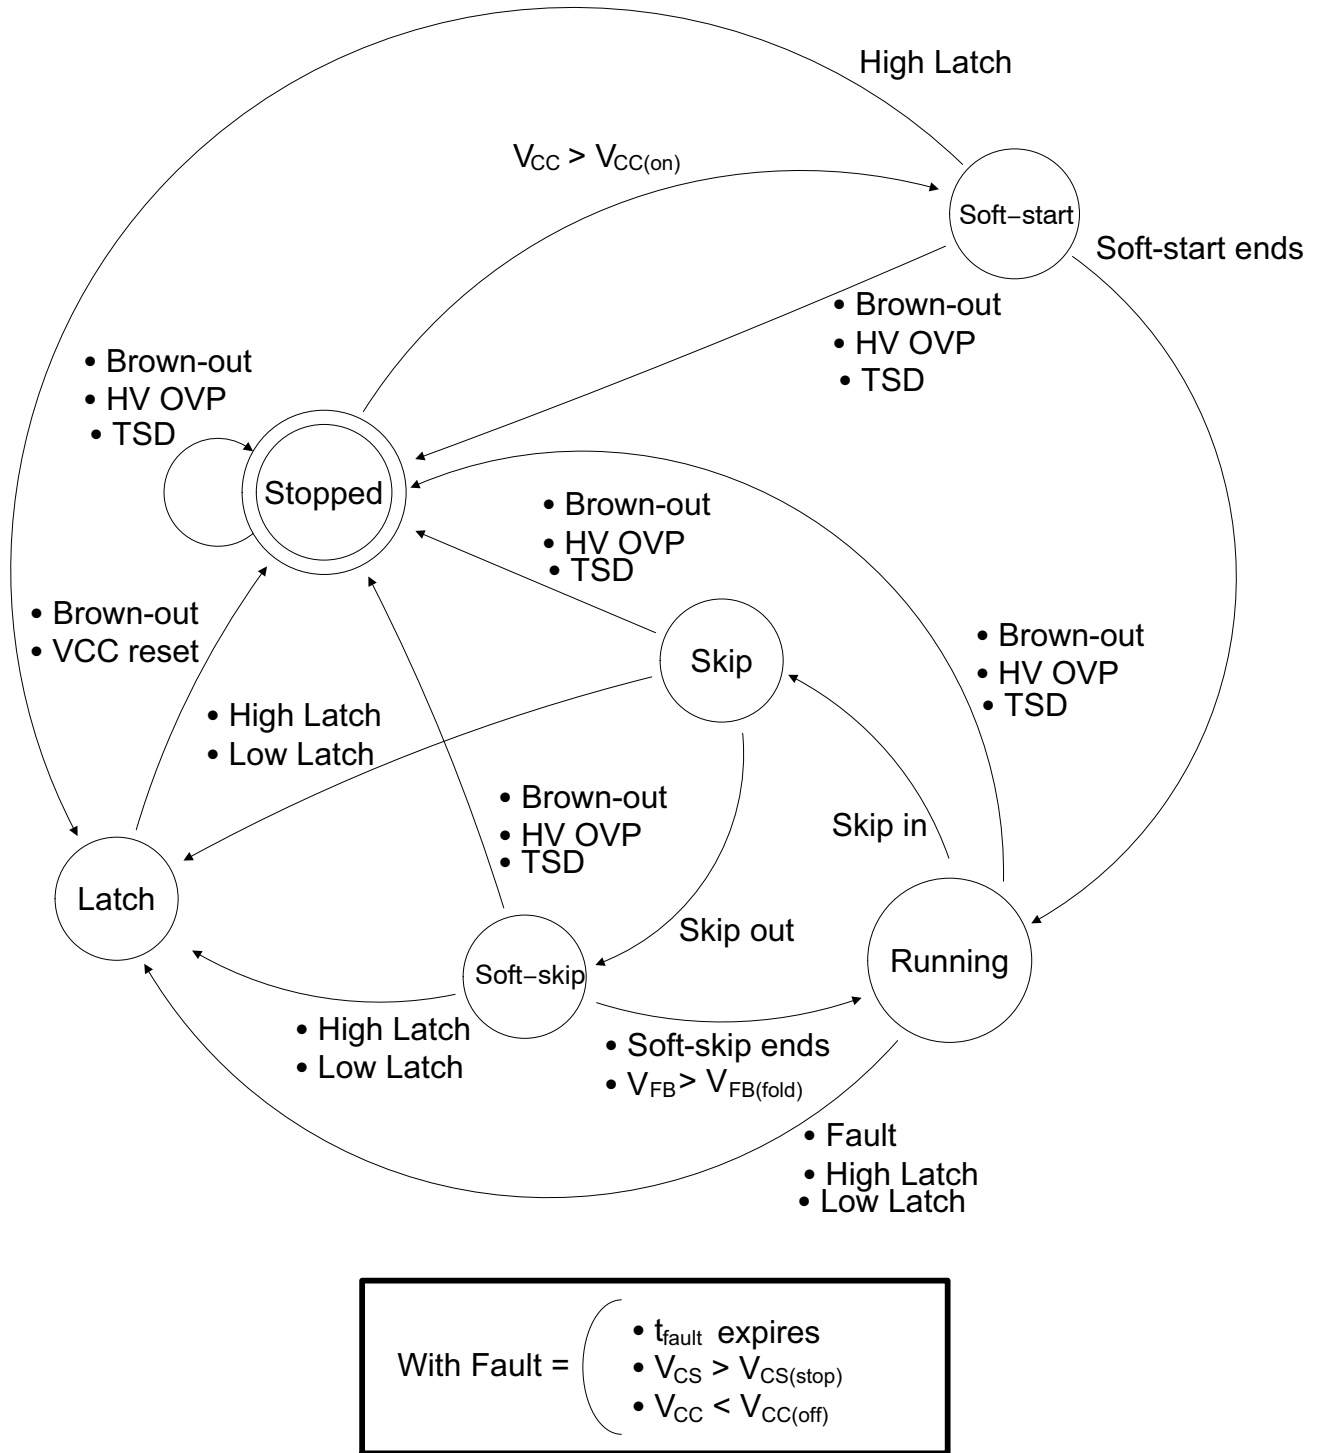 High Latch
VCC > VCC(on)
Soft−start
Soft-start ends
• Brown-out
• HV OVP
• TSD
• Brown-out
• HV OVP
• TSD
Stopped
• Brown-out
• HV OVP
• TSD
• Brown-out
• VCC reset
• Brown-out
• HV OVP
• TSD
Skip
• High Latch
• Low Latch
• Brown-out
• HV OVP
• TSD
Skip in
Latch
Skip out
Running
Soft−skip
• High Latch
• Low Latch
• Soft-skip ends
• VFB > VFB(fold)
• Fault
• High Latch
• Low Latch
With Fault =
• tfault expires
• VCS > VCS(stop)
• VCC < VCC(off)